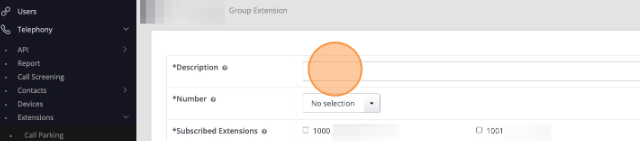 Users
Telephony
API
Report
Call Screening
Contacts
Devices
Extensions
Call Parking
Group Extension
*Description
*Number
No selection
*Subscribed Extensions
1000
1001